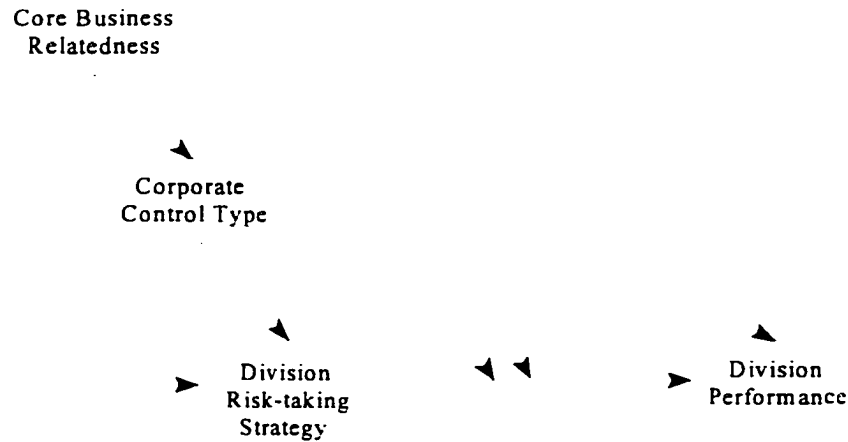 Core Business
Relatedness
Corporate
Control Type
Division
Risk-taking
Strategy
Division
Performance